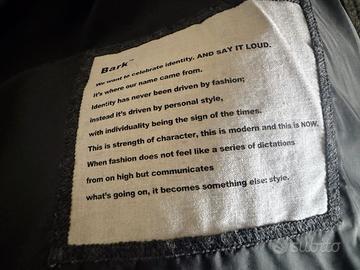 Bark™
We want to celebrate identity. AND SAY IT LOUD.
it's where our name came from.
Identity has never been driven by fashion;
instead it's driven by personal style,
with individuality being the sign of the times.
This is strength of character, this is modern and this is NOW.
When fashion does not feel like a series of dictations
from on high but communicates
what's going on, it becomes something else: style.
subito